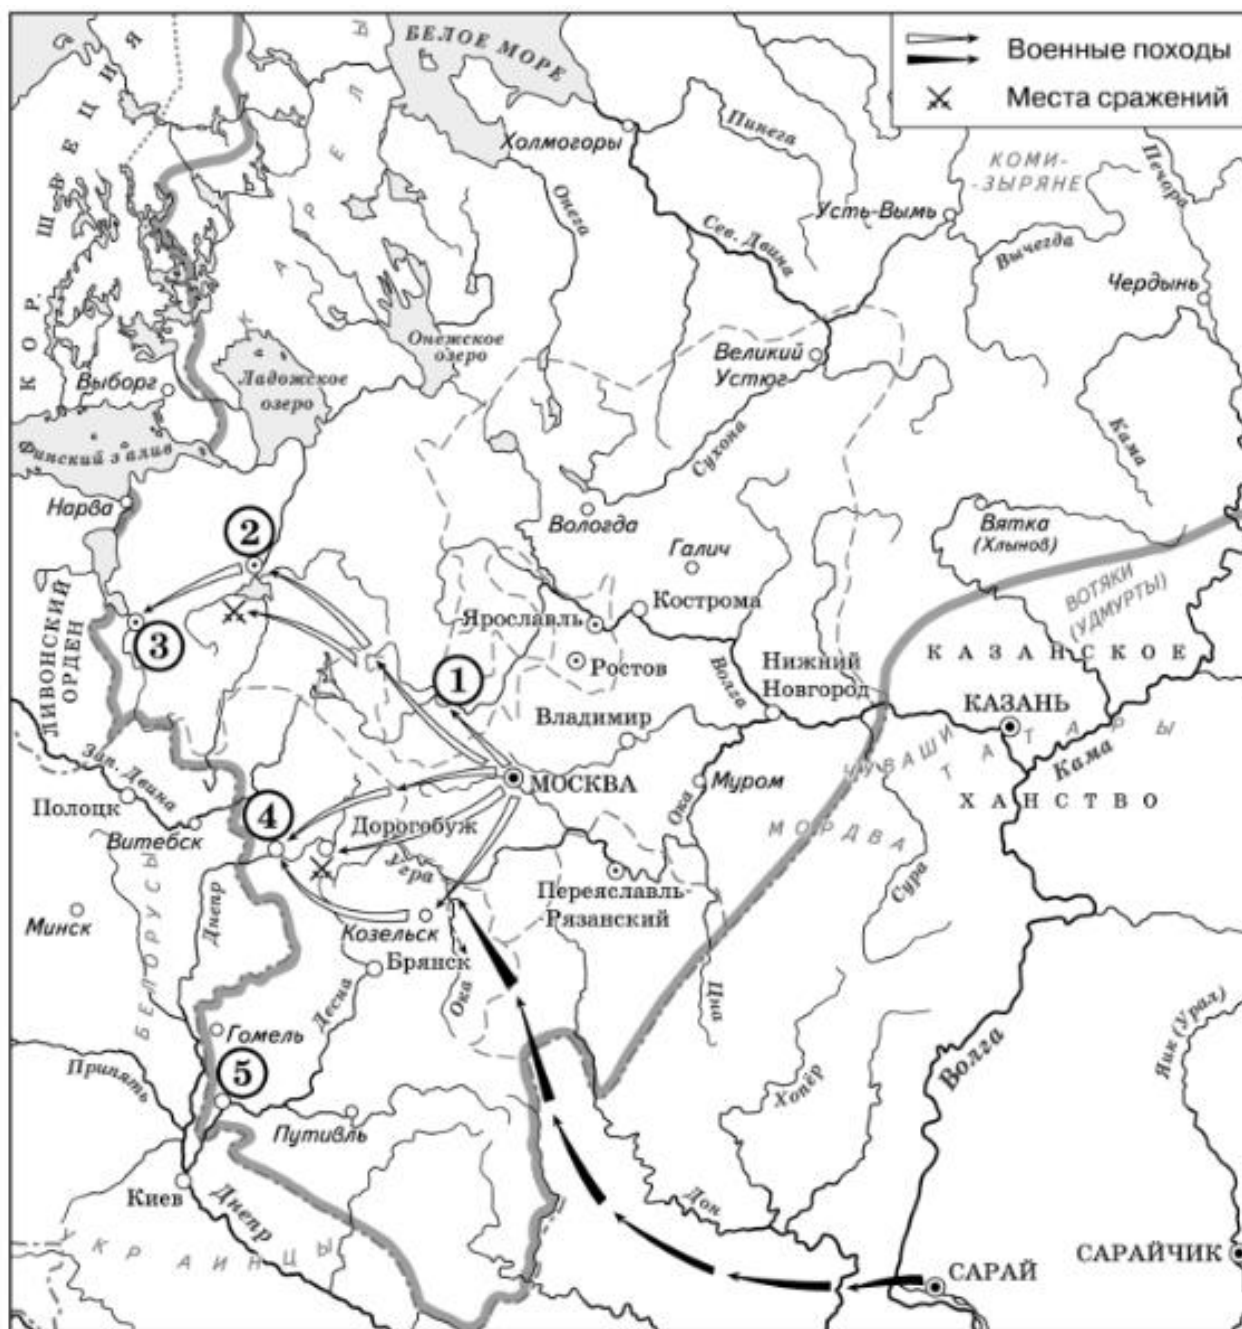 Военные походы
Места сражений
БЕЛОЕ МОРЕ
Холмогоры
Пинега
КОМИ-
-ЗЫРЯНЕ
Печора
Онега
Усть-Вымь
Сев. Двина
Вычегда
Чердынь
КОР. ШВЕЦИЯ
КАРЕЛЫ
Онежское
озеро
Великий
Устюг
Выборг
Ладожское
озеро
Финский залив
Сухона
Кама
Нарва
2
Вологда
Галич
Вятка
(Хлынов)
ВОТЯКИ
(УДМУРТЫ)
ЛИВОНСКИЙ
ОРДЕН
3
Ярославль
Кострома
1
Ростов
Волга
Нижний
Новгород
КАЗАНСКОЕ
Владимир
КАЗАНЬ
ТАТАРЫ
ЧУВАШИ
Кама
Зап. Двина
МОСКВА
Муром
Ока
ХАНСТВО
Полоцк
4
Дорогобуж
МОРДВА
Витебск
Угра
Сура
Переяславль-
-Рязанский
Минск
Днепр
Козельск
БЕЛОРУСЫ
Брянск
Десна
Ока
Цна
Гомель
Волга
Яик (Урал)
Припять
5
Хопёр
Путивль
Киев
Днепр
Дон
УКРАИНЦЫ
САРАЙ
САРАЙЧИК